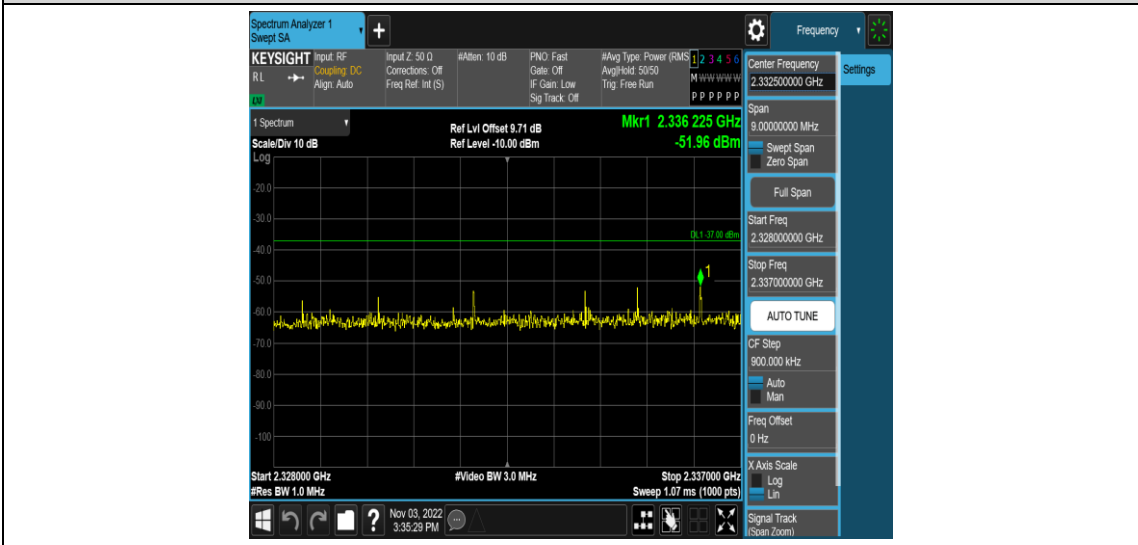 Spectrum Analyzer 1
Swept SA
+
Frequency
KEYSIGHT
RL
LXI
Input: RF
Coupling: DC
Align: Auto
Input Z: 50 Ω
Corrections: Off
Freq Ref: Int (S)
#Atten: 10 dB
PNO: Fast
Gate: Off
IF Gain: Low
Sig Track: Off
#Avg Type: Power (RMS
Avg|Hold: 50/50
Trig: Free Run
1 2 3 4 5 6
M W W W W W
P P P P P P
1 Spectrum
Scale/Div 10 dB
Log
Ref Lvl Offset 9.71 dB
Ref Level -10.00 dBm
Mkr1 2.336 225 GHz
-51.96 dBm
-20.0
-30.0
DL1 -37.00 dBm
-40.0
1
-50.0
-60.0
-70.0
-80.0
-90.0
-100
Start 2.328000 GHz
#Res BW 1.0 MHz
#Video BW 3.0 MHz
Stop 2.337000 GHz
Sweep 1.07 ms (1000 pts)
Nov 03, 2022
3:35:29 PM
?
Center Frequency
2.332500000 GHz
Settings
Span
9.00000000 MHz
Swept Span
Zero Span
Full Span
Start Freq
2.328000000 GHz
Stop Freq
2.337000000 GHz
AUTO TUNE
CF Step
900.000 kHz
Auto
Man
Freq Offset
0 Hz
X Axis Scale
Log
Lin
Signal Track
(Span Zoom)